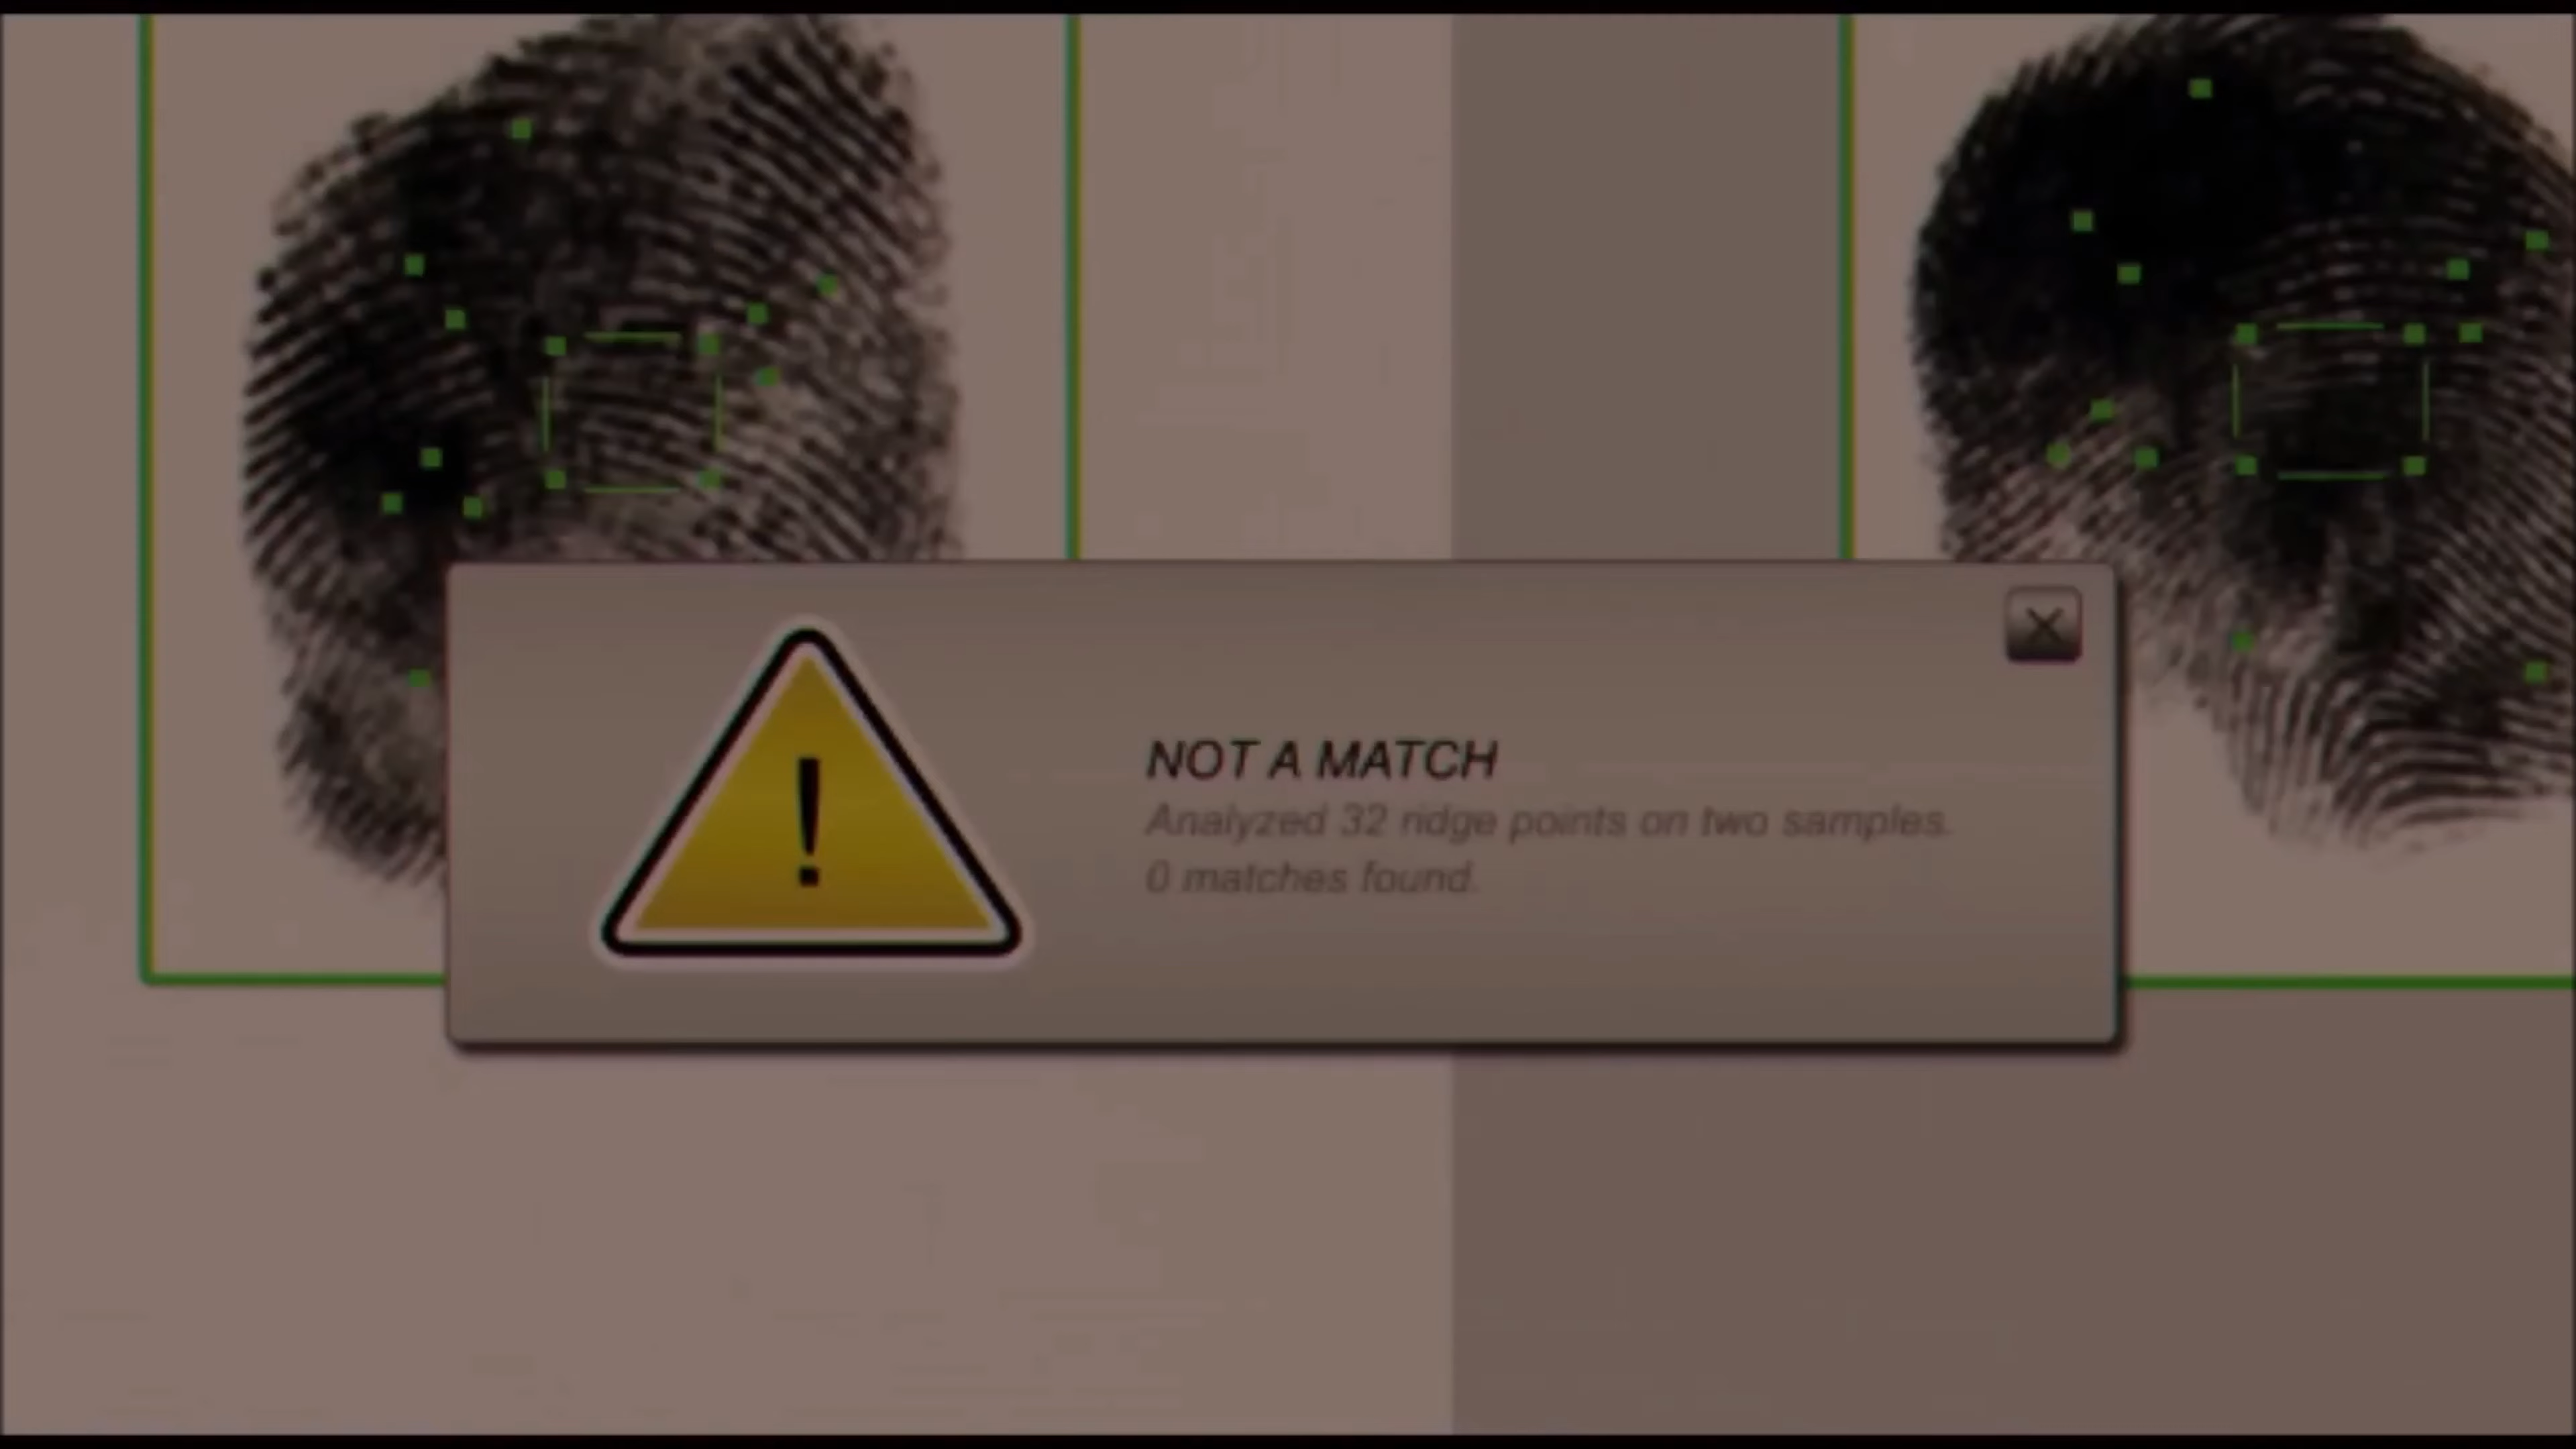 NOT A MATCH
Analyzed 32 ridge points on two samples.
0 matches found.